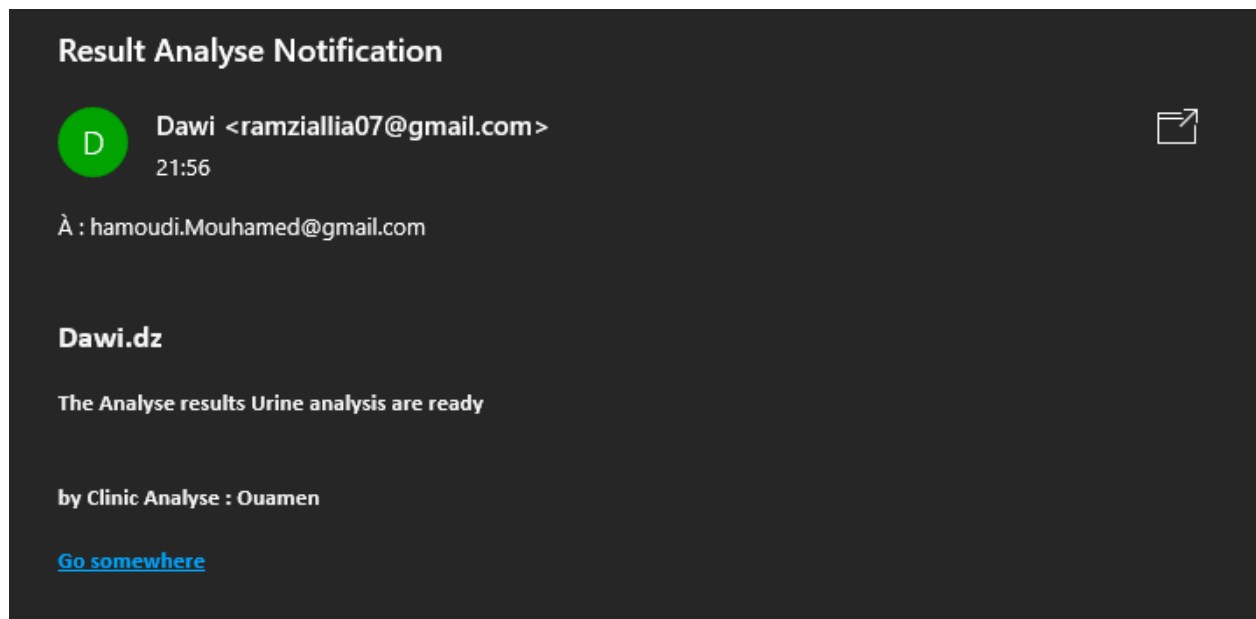 Result Analyse Notification
D
Dawi <ramziallia07@gmail.com>
21:56
À : hamoudi.Mouhamed@gmail.com
Dawi.dz
The Analyse results Urine analysis are ready
by Clinic Analyse : Ouamen
Go somewhere